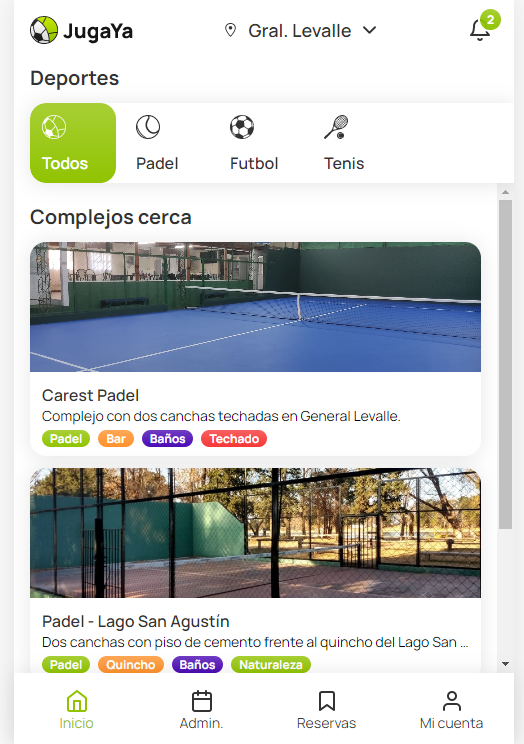 JugaYa
Gral. Levalle
2
Deportes
Todos
Padel
Futbol
Tenis
Complejos cerca
Carest Padel
Complejo con dos canchas techadas en General Levalle.
Padel Bar Baños Techado
Padel - Lago San Agustín
Dos canchas con piso de cemento frente al quincho del Lago San ...
Padel Quincho Baños Naturaleza
Inicio
Admin.
Reservas
Mi cuenta